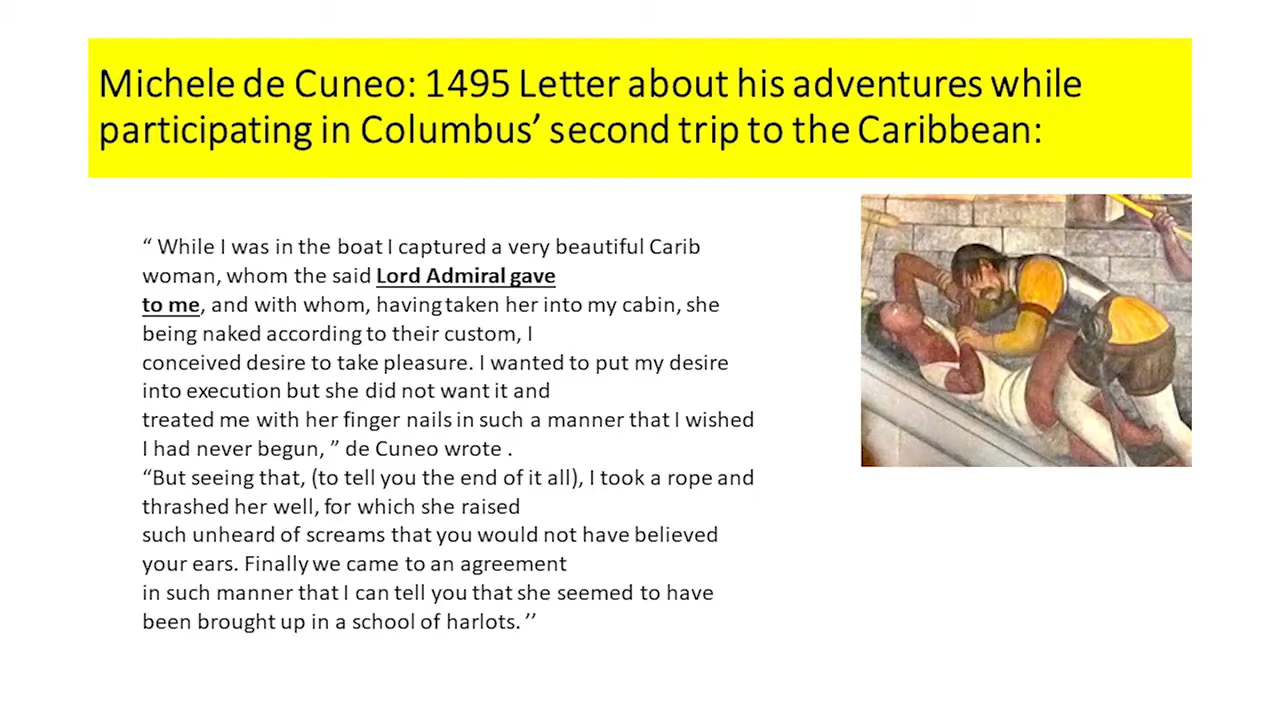 Michele de Cuneo: 1495 Letter about his adventures while
participating in Columbus’ second trip to the Caribbean:
“ While I was in the boat I captured a very beautiful Carib
woman, whom the said Lord Admiral gave
to me, and with whom, having taken her into my cabin, she
being naked according to their custom, I
conceived desire to take pleasure. I wanted to put my desire
into execution but she did not want it and
treated me with her finger nails in such a manner that I wished
I had never begun, ” de Cuneo wrote .
“But seeing that, (to tell you the end of it all), I took a rope and
thrashed her well, for which she raised
such unheard of screams that you would not have believed
your ears. Finally we came to an agreement
in such manner that I can tell you that she seemed to have
been brought up in a school of harlots. ’’